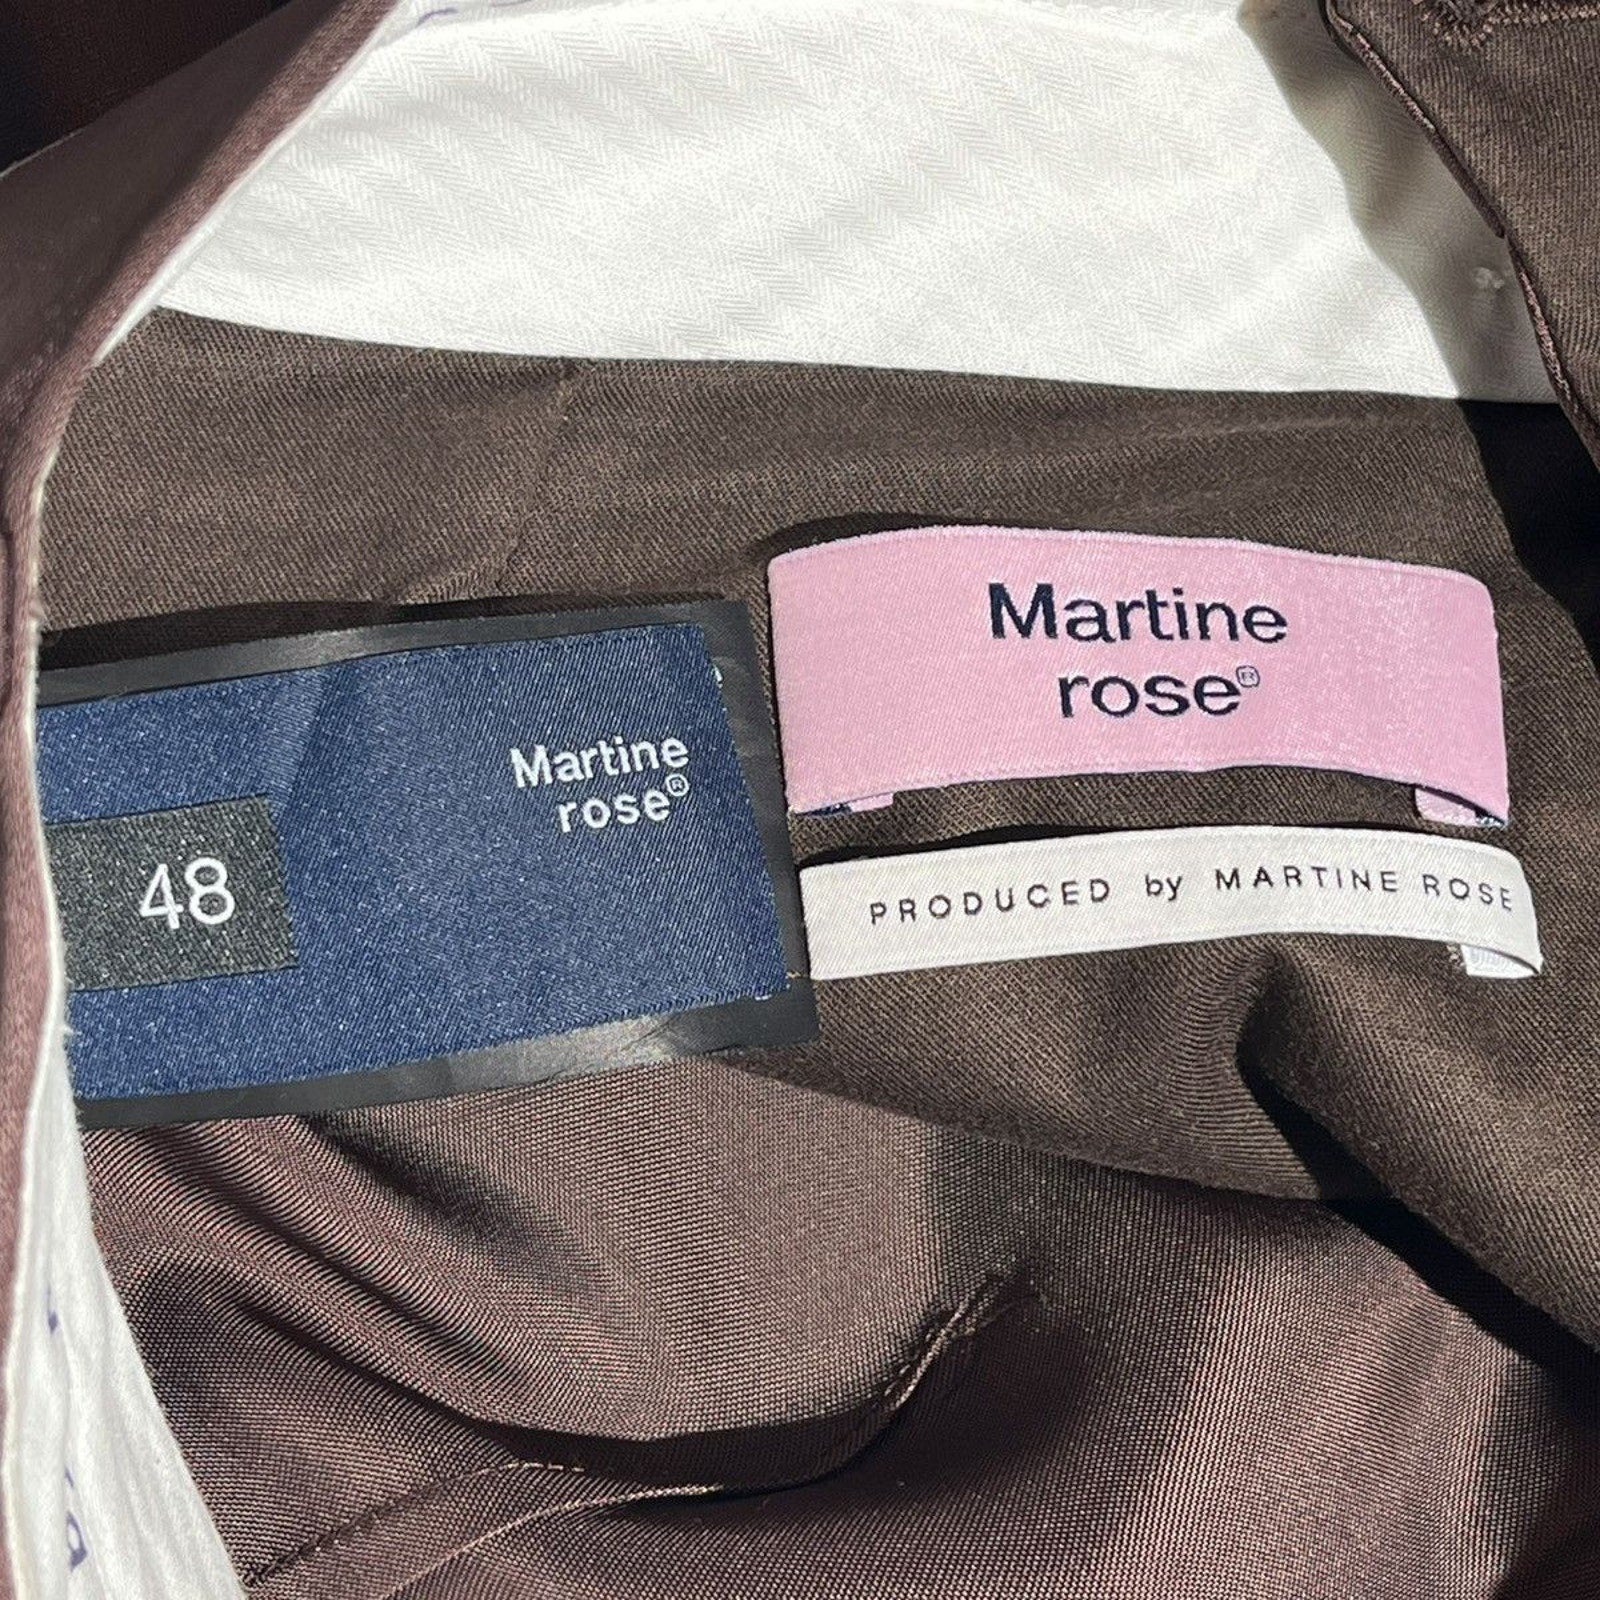 Martine
rose®
48
Martine
rose®
PRODUCED by MARTINE ROSE